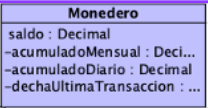 Monedero
saldo : Decimal
-acumuladoMensual : Deci...
-acumuladoDiario : Decimal
-dechaUltimaTransaccion : ...